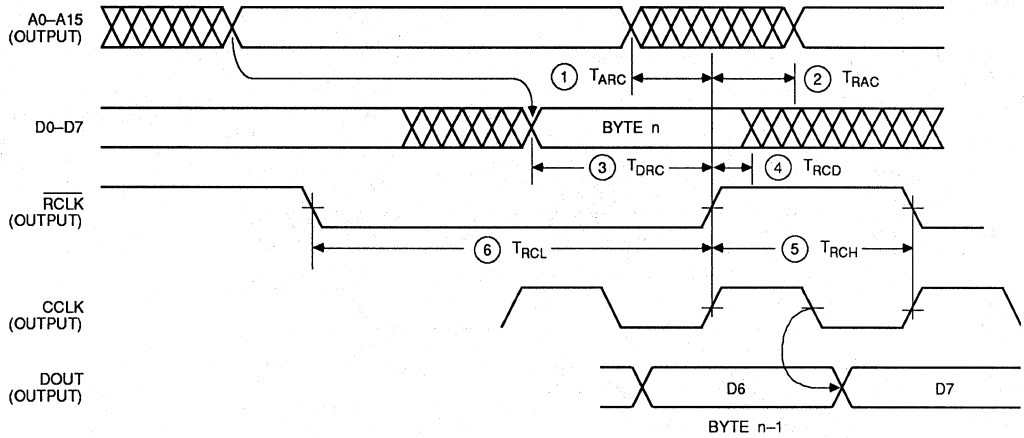 A0–A15
(OUTPUT)
1 TARC
2 TRAC
D0–D7
BYTE n
3 TDRC
4 TRCD
RCLK
(OUTPUT)
6 TRCL
5 TRCH
CCLK
(OUTPUT)
DOUT
(OUTPUT)
D6
D7
BYTE n–1